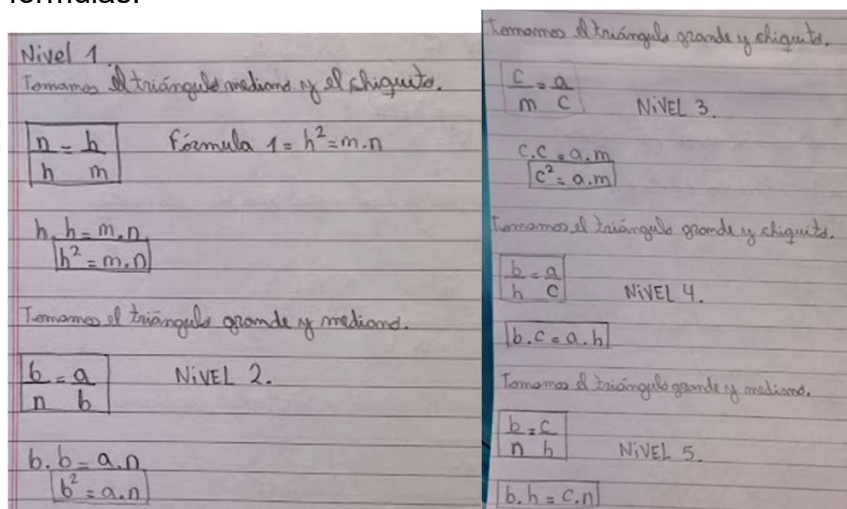 formulas.
Nivel 1
Tomamos el triángulo mediano y el chiquito.
n/h = h/m
Fórmula 1 = h² = m.n
h.h = m.n
h² = m.n
Tomamos el triángulo grande y mediano.
b/n = a/b
NiVEL 2.
b.b = a.n
b² = a.n
Tomamos el triángulo grande y chiquito.
c/m = a/c
NiVEL 3.
c.c = a.m
c² = a.m
Tomamos el triángulo grande y chiquito.
b/h = a/c
NiVEL 4.
b.c = a.h
Tomamos el triángulo grande y mediano.
b/n = c/h
NiVEL 5.
b.h = c.n